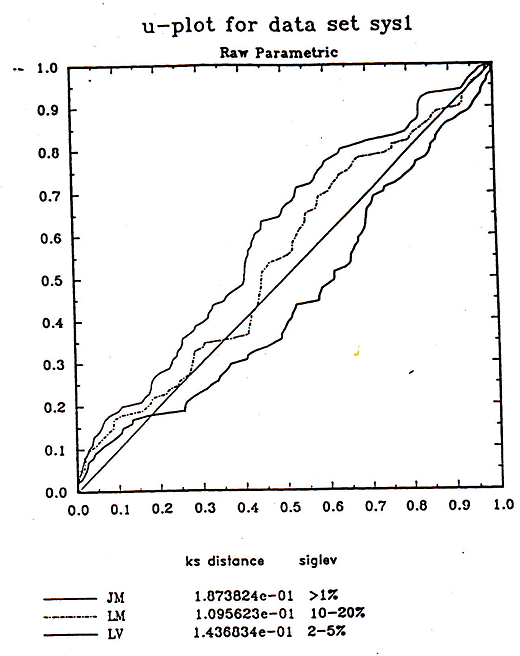 u-plot for data set sys1
Raw Parametric
1.0
0.9
0.8
0.7
0.6
0.5
0.4
0.3
0.2
0.1
0.0
0.0 0.1 0.2 0.3 0.4 0.5 0.6 0.7 0.8 0.9 1.0
ks distance siglev
JM 1.873824e-01 >1%
LM 1.095623e-01 10-20%
LV 1.436834e-01 2-5%